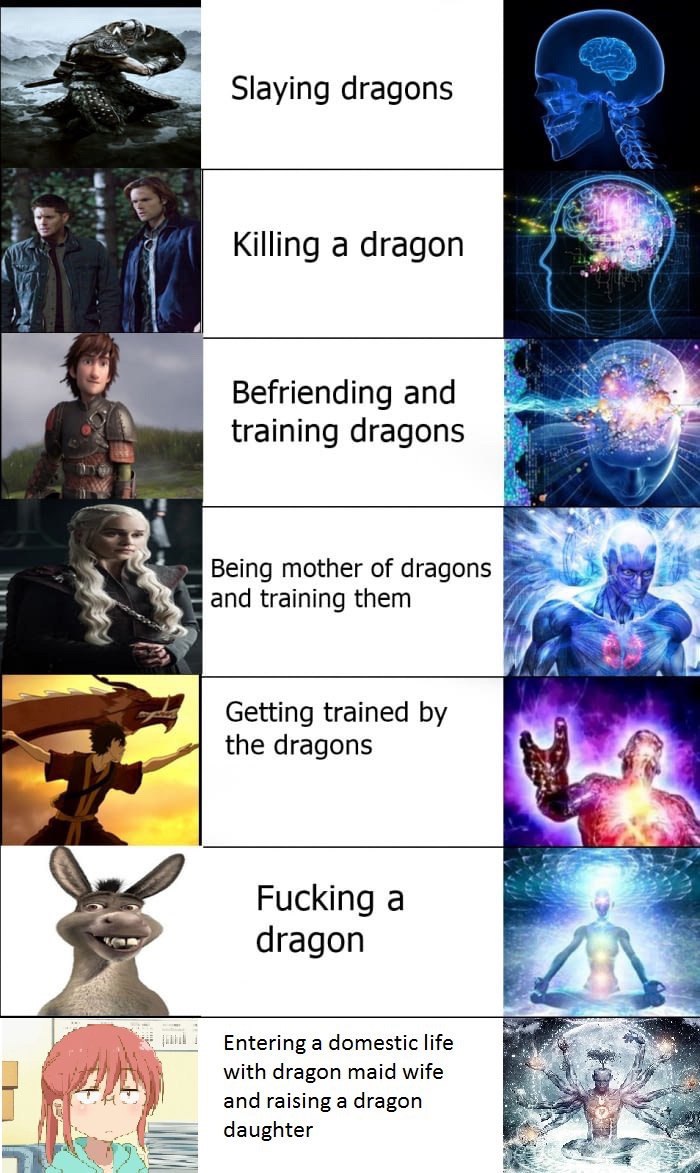 Slaying dragons
Killing a dragon
Befriending and
training dragons
Being mother of dragons
and training them
Getting trained by
the dragons
Fucking a
dragon
Entering a domestic life
with dragon maid wife
and raising a dragon
daughter